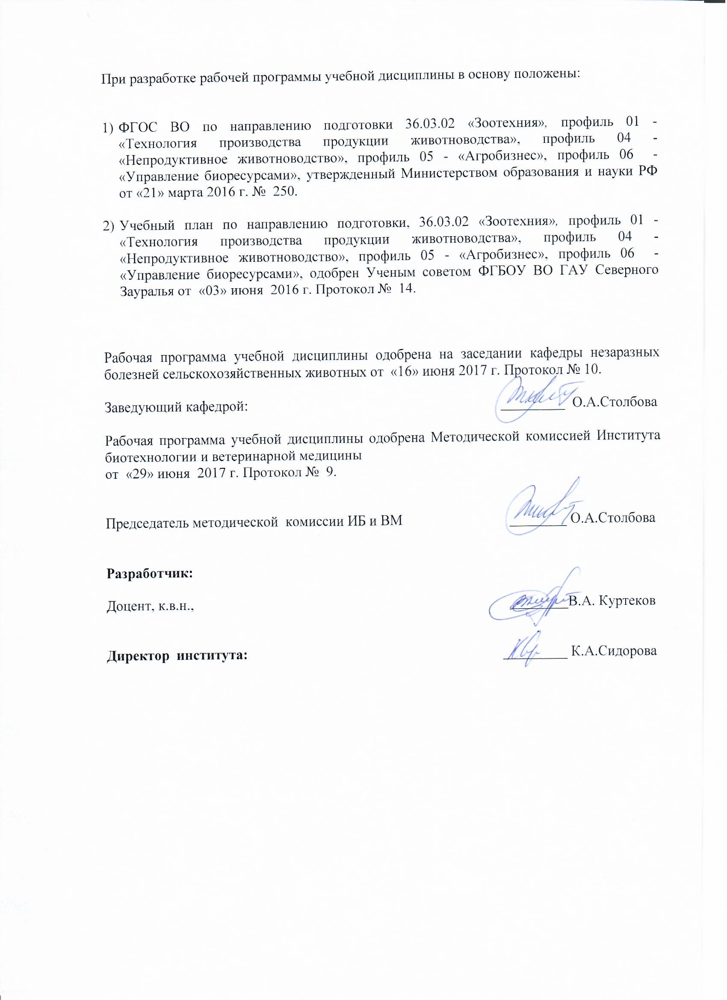 При разработке рабочей программы учебной дисциплины в основу положены:
1) ФГОС ВО по направлению подготовки 36.03.02 «Зоотехния», профиль 01 -
«Технология производства продукции животноводства», профиль 04 -
«Непродуктивное животноводство», профиль 05 - «Агробизнес», профиль 06 -
«Управление биоресурсами», утвержденный Министерством образования и науки РФ
от «21» марта 2016 г. № 250.
2) Учебный план по направлению подготовки, 36.03.02 «Зоотехния», профиль 01 -
«Технология производства продукции животноводства», профиль 04 -
«Непродуктивное животноводство», профиль 05 - «Агробизнес», профиль 06 -
«Управление биоресурсами», одобрен Ученым советом ФГБОУ ВО ГАУ Северного
Зауралья от «03» июня 2016 г. Протокол № 14.
Рабочая программа учебной дисциплины одобрена на заседании кафедры незаразных
болезней сельскохозяйственных животных от «16» июня 2017 г. Протокол № 10.
Заведующий кафедрой: _________ О.А.Столбова
Рабочая программа учебной дисциплины одобрена Методической комиссией Института
биотехнологии и ветеринарной медицины
от «29» июня 2017 г. Протокол № 9.
Председатель методической комиссии ИБ и ВМ ________ О.А.Столбова
Разработчик:
Доцент, к.в.н., ________В.А. Куртеков
Директор института: _________ К.А.Сидорова